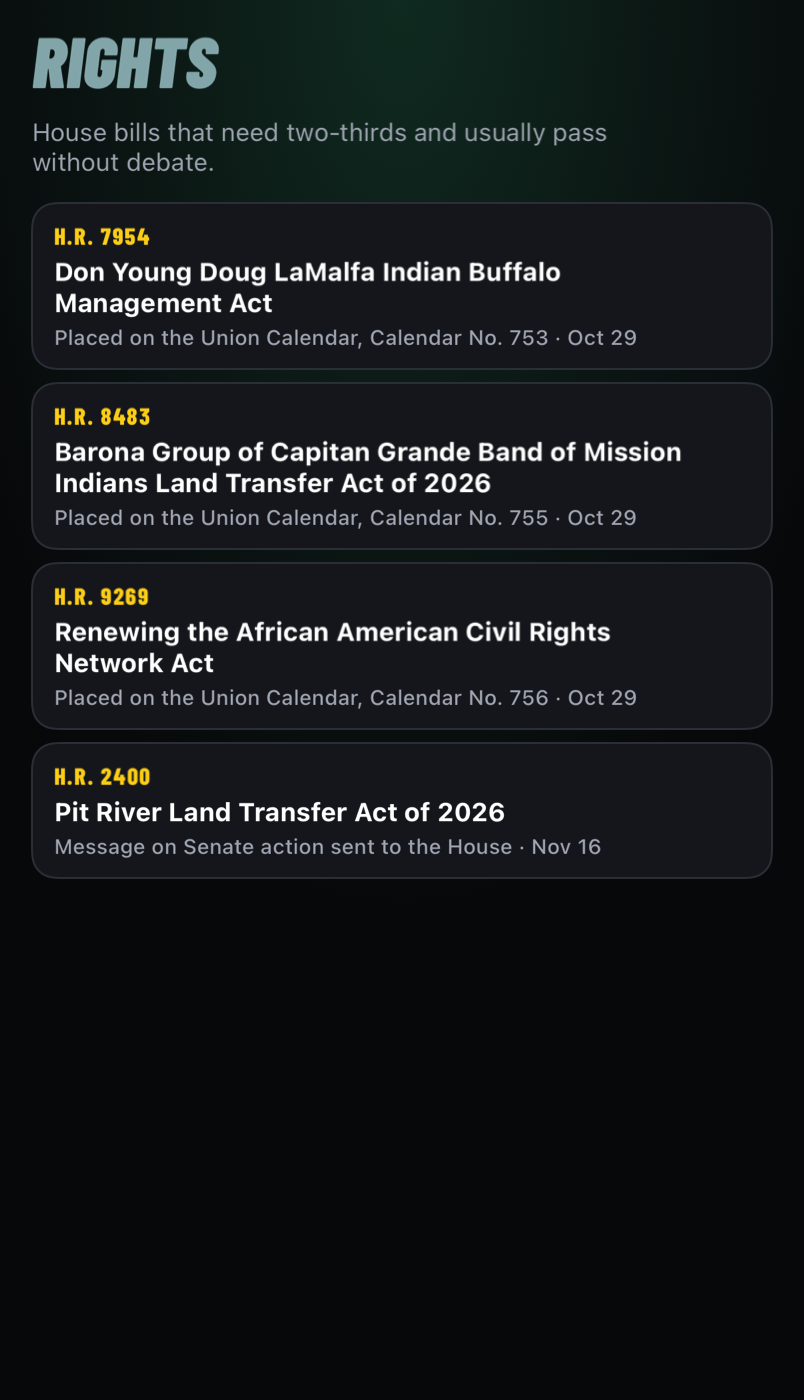 RIGHTS
House bills that need two-thirds and usually pass
without debate.
H.R. 7954
Don Young Doug LaMalfa Indian Buffalo
Management Act
Placed on the Union Calendar, Calendar No. 753 · Oct 29
H.R. 8483
Barona Group of Capitan Grande Band of Mission
Indians Land Transfer Act of 2026
Placed on the Union Calendar, Calendar No. 755 · Oct 29
H.R. 9269
Renewing the African American Civil Rights
Network Act
Placed on the Union Calendar, Calendar No. 756 · Oct 29
H.R. 2400
Pit River Land Transfer Act of 2026
Message on Senate action sent to the House · Nov 16